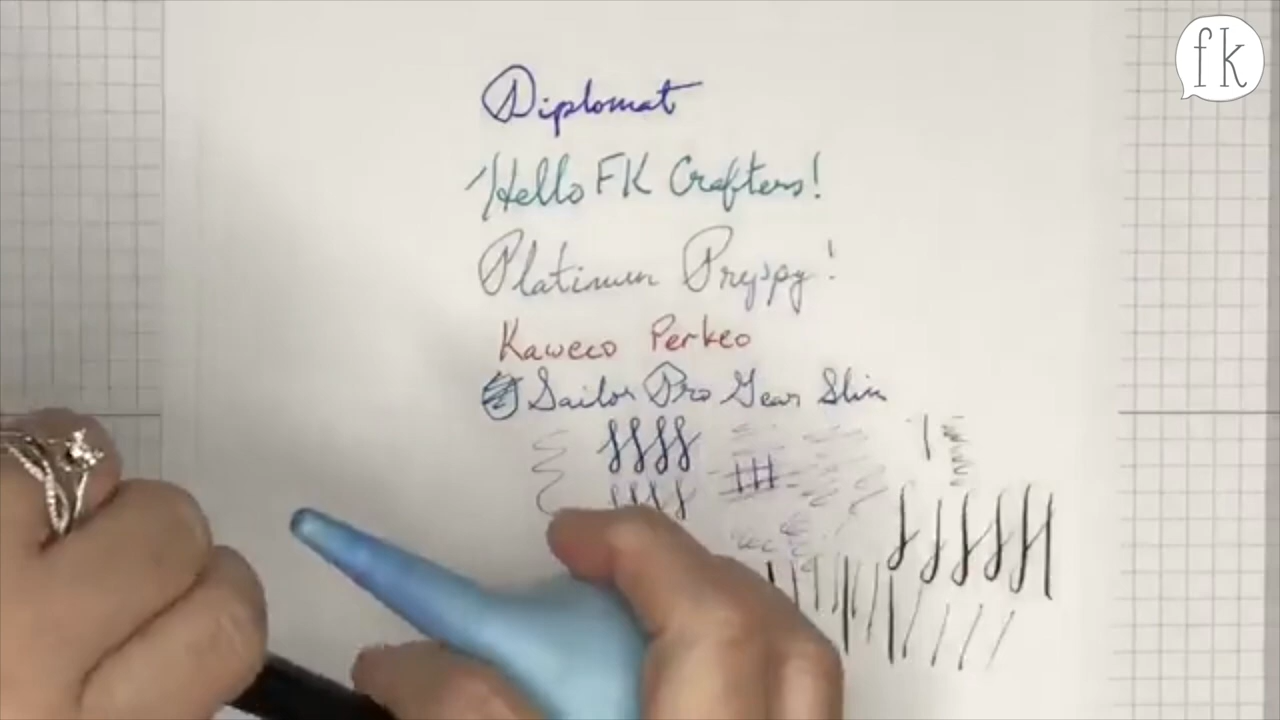 fk
Diplomat
Hello FK Crafters!
Platinum Preppy!
Kaweco Perkeo
Sailor Pro Gear Slim